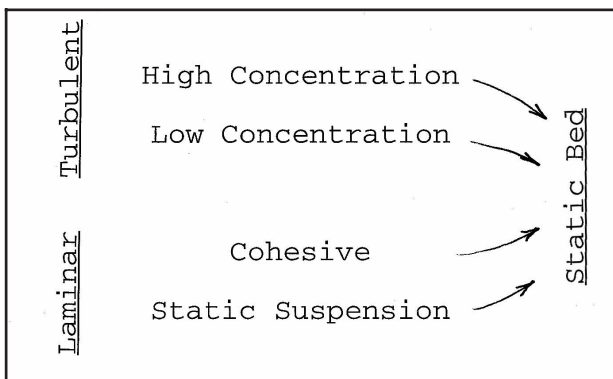 Turbulent
High Concentration
Low Concentration
Laminar
Cohesive
Static Suspension
Static Bed